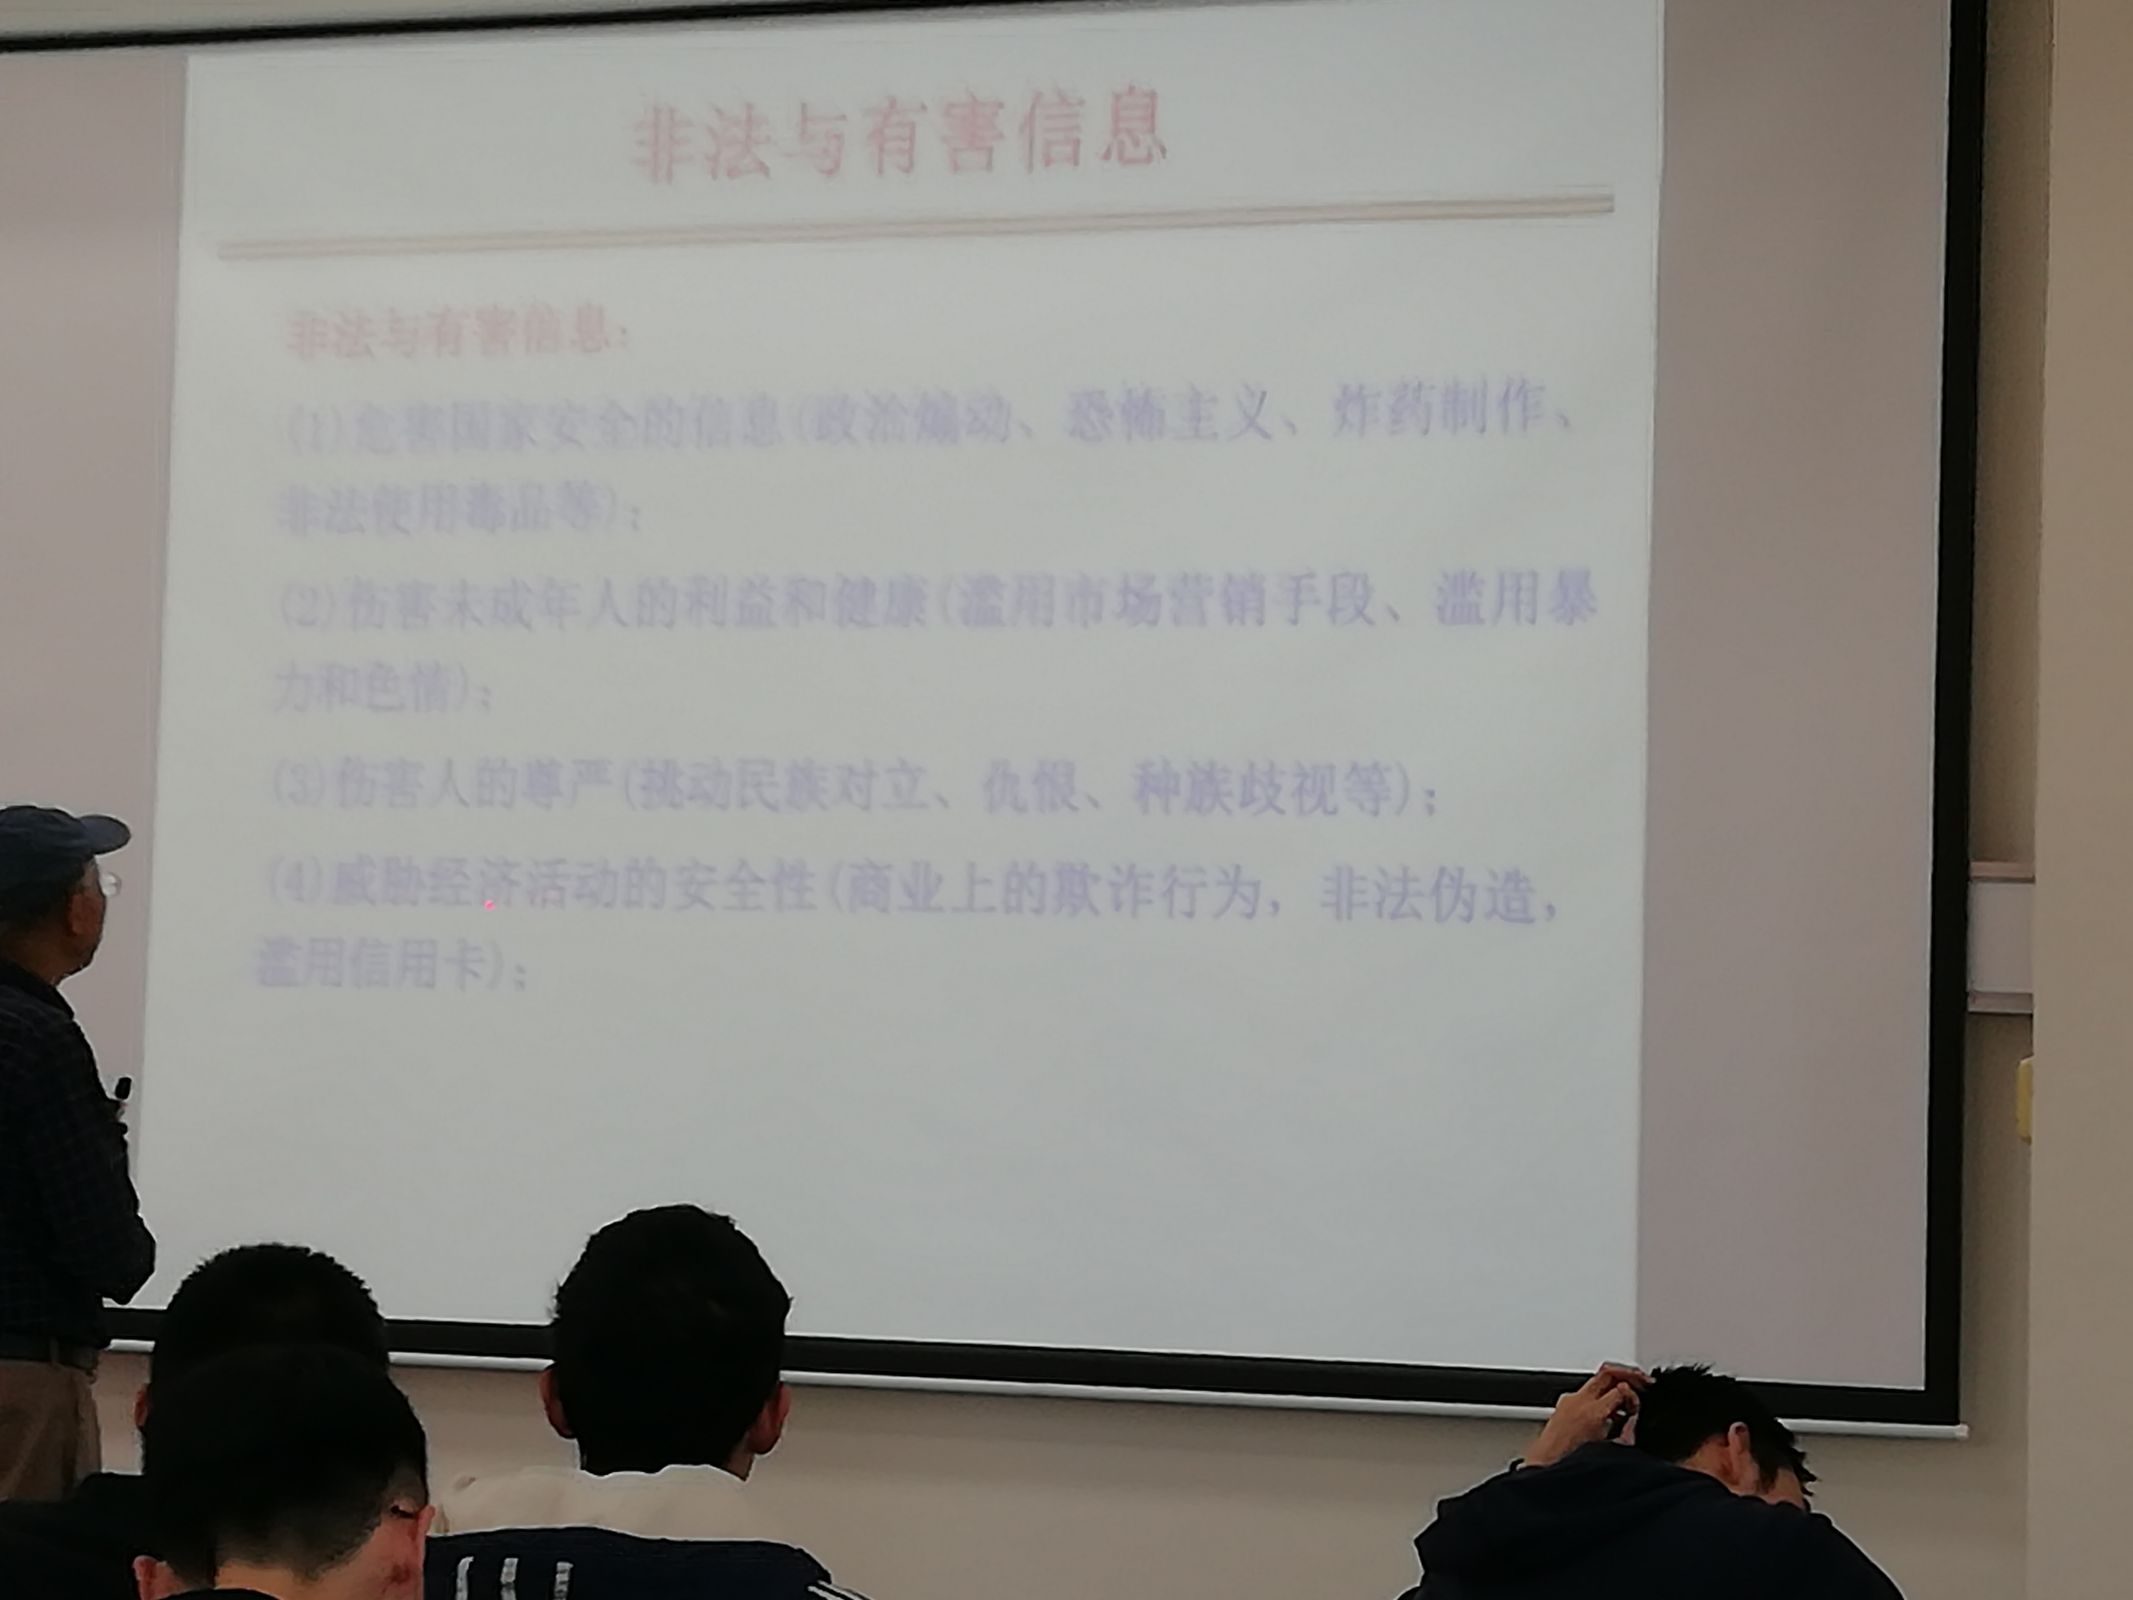 非法与有害信息
非法与有害信息：
(1)危害国家安全的信息(政治煽动、恐怖主义、炸药制作、
非法使用毒品等)；
(2)伤害未成年人的利益和健康(滥用市场营销手段、滥用暴
力和色情)；
(3)伤害人的尊严(挑动民族对立、仇恨、种族歧视等)；
(4)威胁经济活动的安全性(商业上的欺诈行为，非法伪造，
滥用信用卡)；